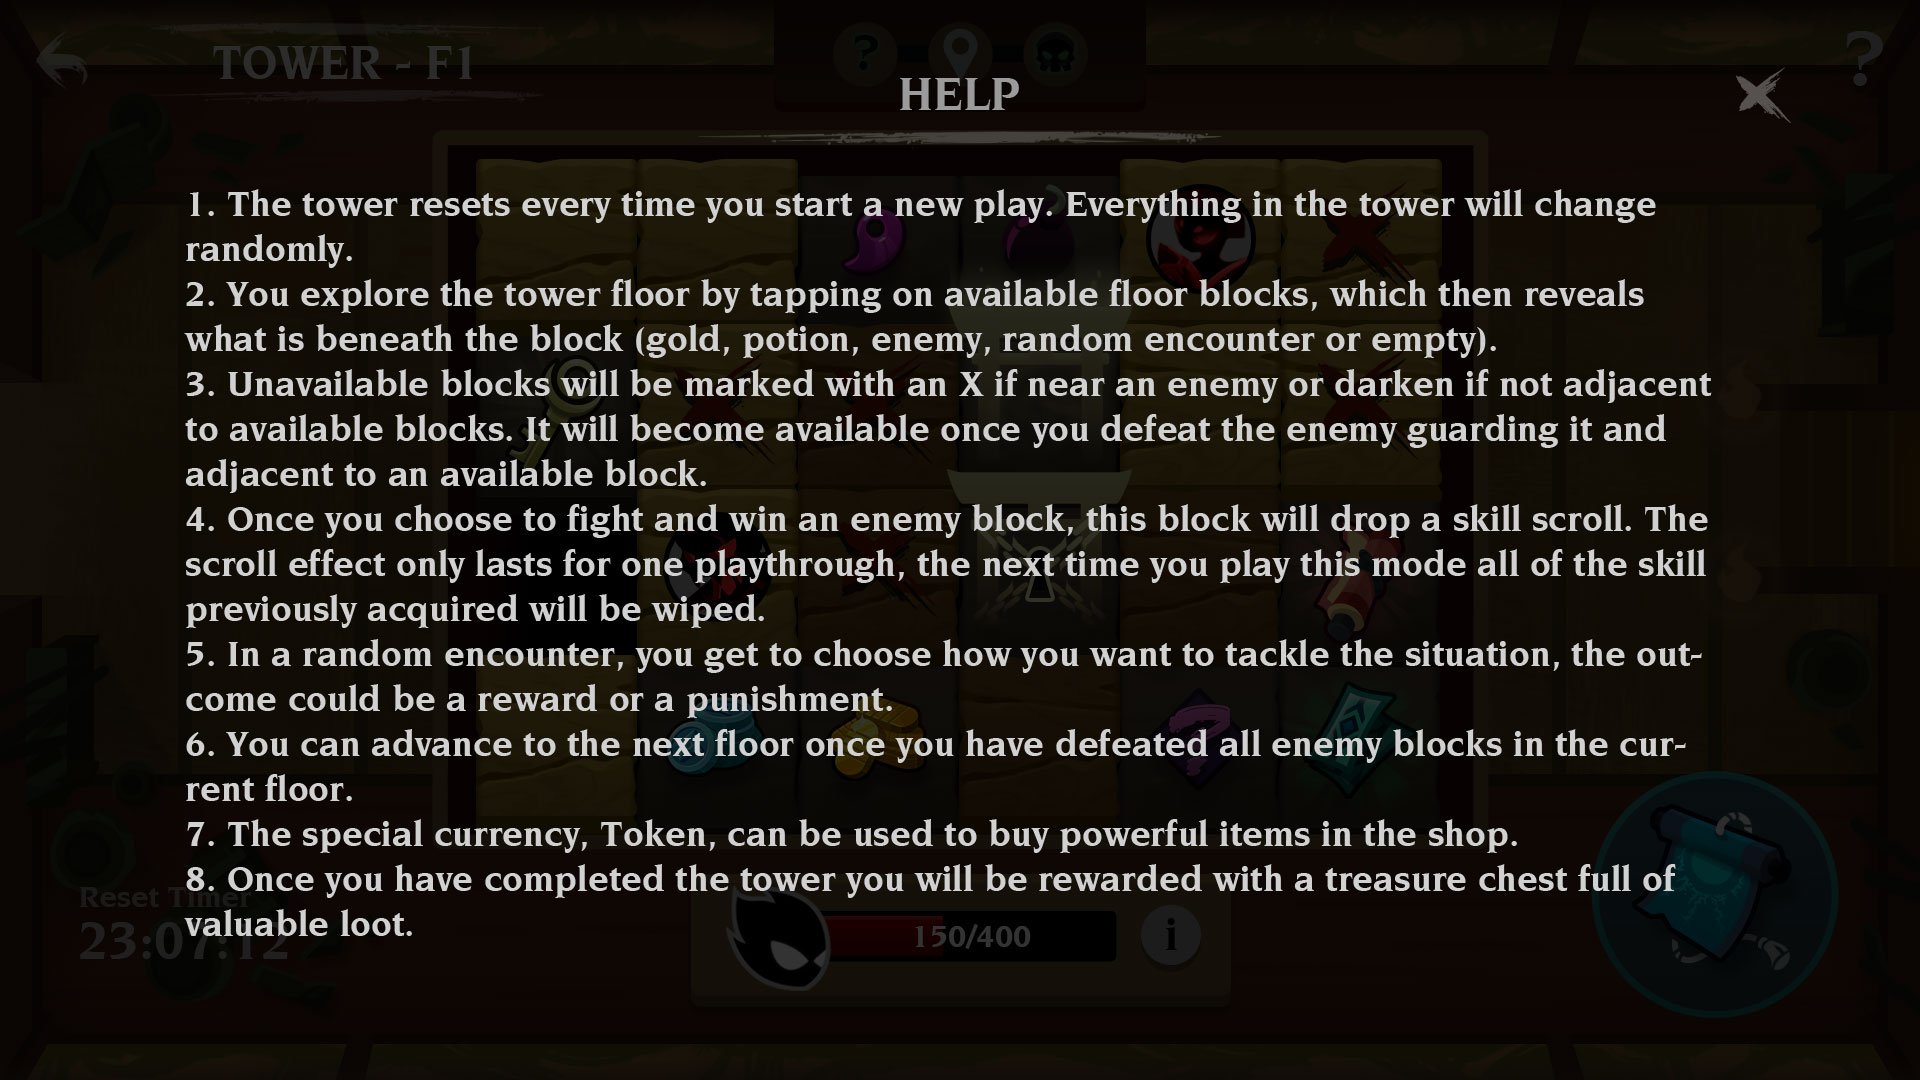 TOWER - F1
?
?
HELP
1. The tower resets every time you start a new play. Everything in the tower will change
randomly.
2. You explore the tower floor by tapping on available floor blocks, which then reveals
what is beneath the block (gold, potion, enemy, random encounter or empty).
3. Unavailable blocks will be marked with an X if near an enemy or darken if not adjacent
to available blocks. It will become available once you defeat the enemy guarding it and
adjacent to an available block.
4. Once you choose to fight and win an enemy block, this block will drop a skill scroll. The
scroll effect only lasts for one playthrough, the next time you play this mode all of the skill
previously acquired will be wiped.
5. In a random encounter, you get to choose how you want to tackle the situation, the out-
come could be a reward or a punishment.
6. You can advance to the next floor once you have defeated all enemy blocks in the cur-
rent floor.
7. The special currency, Token, can be used to buy powerful items in the shop.
8. Once you have completed the tower you will be rewarded with a treasure chest full of
valuable loot.
Reset Timer
23:07:12
150/400
i